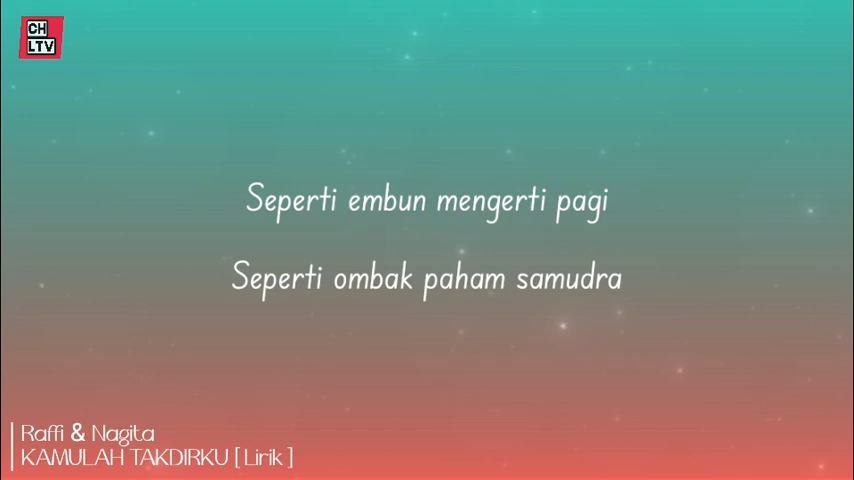 CH
LTV
Seperti embun mengerti pagi
Seperti ombak paham samudra
Raffi & Nagita
KAMULAH TAKDIRKU [ Lirik ]